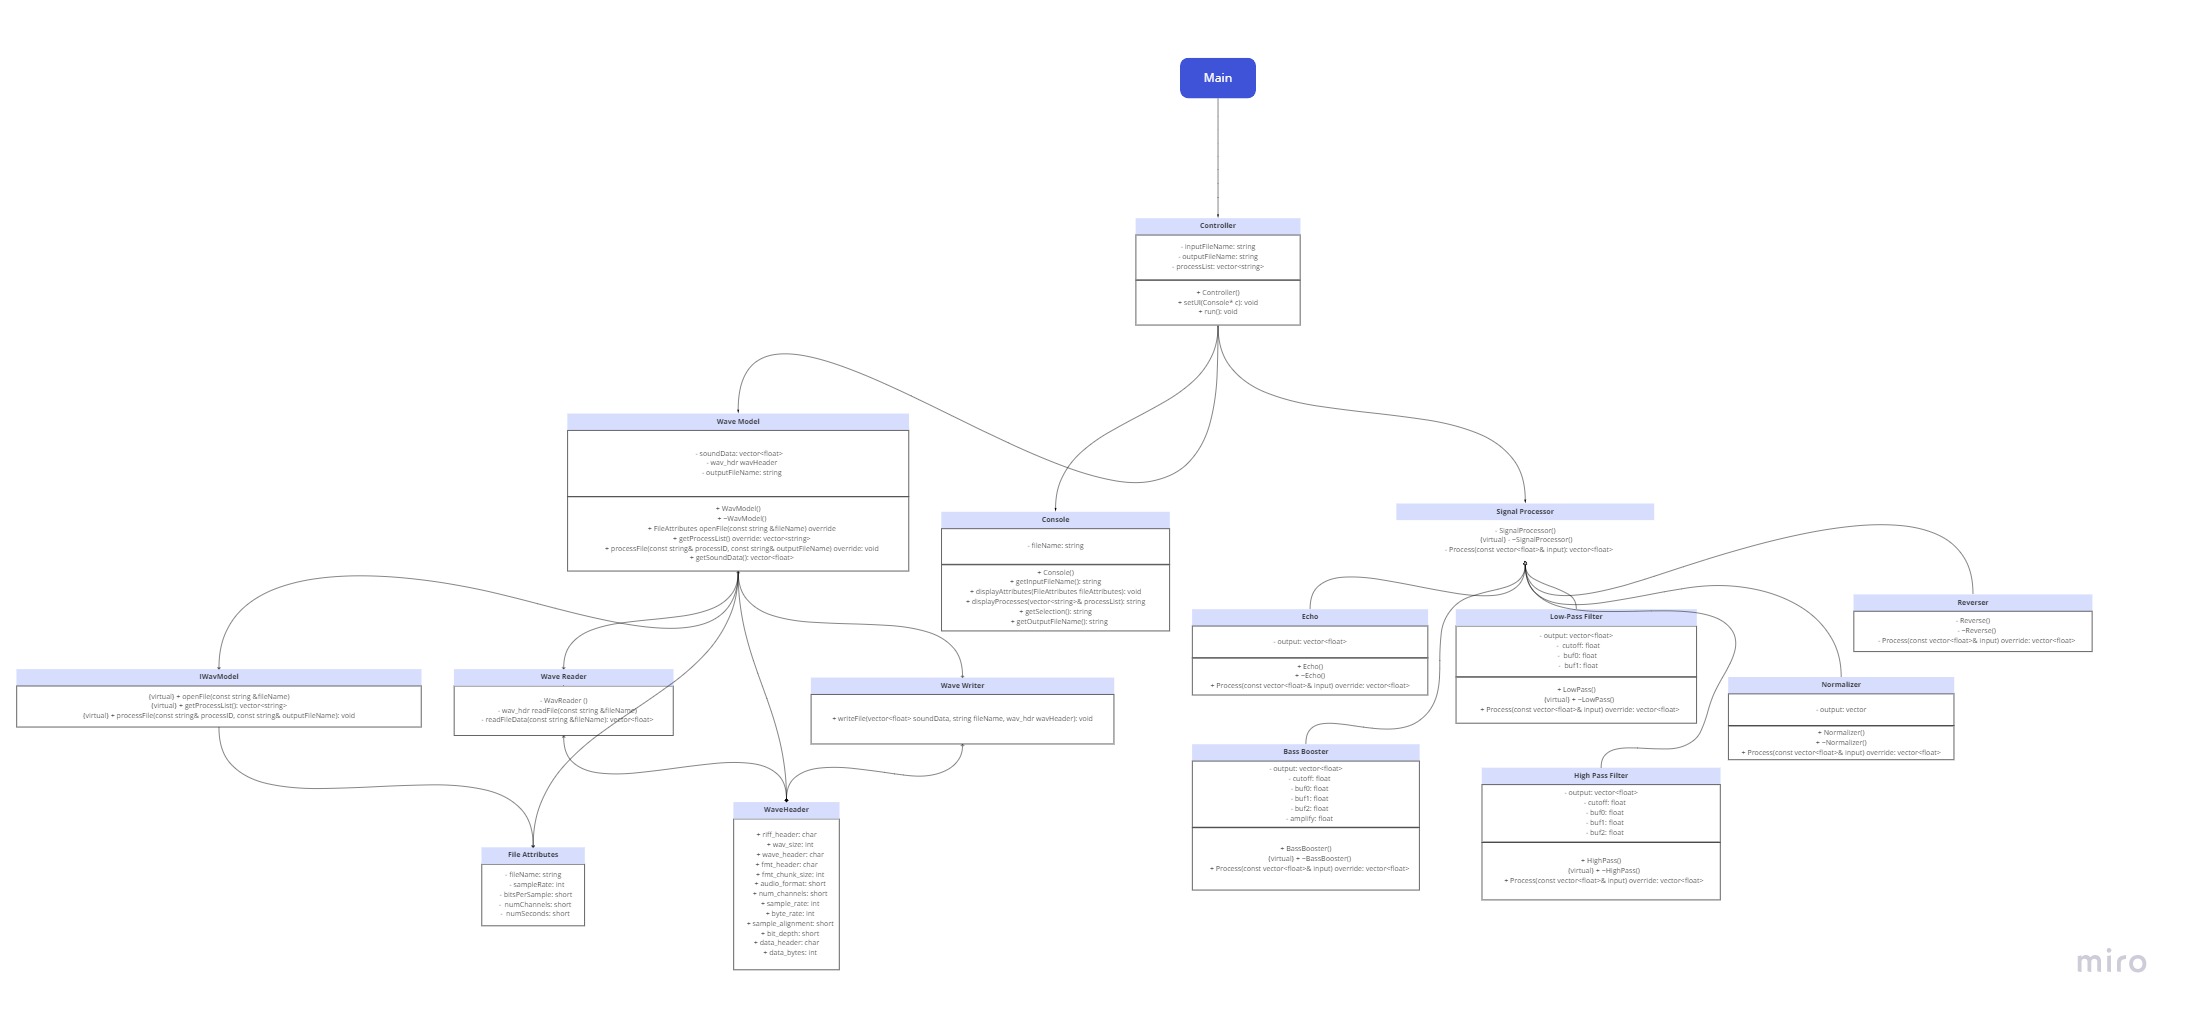 Main
Controller
- inputFileName: string
- outputFileName: string
- processList: vector<string>
+ Controller()
+ setUI(Console* c): void
+ run(): void
Wave Model
- soundData: vector<float>
- wav_hdr wavHeader
- outputFileName: string
+ WavModel()
+ ~WavModel()
+ FileAttributes openFile(const string &fileName) override
+ getProcessList() override: vector<string>
+ processFile(const string& processID, const string& outputFileName) override: void
+ getSoundData(): vector<float>
Console
- fileName: string
+ Console()
+ getInputFileName(): string
+ displayAttributes(FileAttributes fileAttributes): void
+ displayProcesses(vector<string>& processList): string
+ getSelection(): string
+ getOutputFileName(): string
Signal Processor
- SignalProcessor()
{virtual} - ~SignalProcessor()
- Process(const vector<float>& input): vector<float>
IWavModel
{virtual} + openFile(const string &fileName)
{virtual} + getProcessList(): vector<string>
{virtual} + processFile(const string& processID, const string& outputFileName): void
Wave Reader
- WavReader ()
- wav_hdr readFile(const string &fileName)
- readFileData(const string &fileName): vector<float>
Wave Writer
+ writeFile(vector<float> soundData, string fileName, wav_hdr wavHeader): void
Echo
- output: vector<float>
+ Echo()
+ ~Echo()
+ Process(const vector<float>& input) override: vector<float>
Low-Pass Filter
- output: vector<float>
- cutoff: float
- buf0: float
- buf1: float
+ LowPass()
{virtual} + ~LowPass()
+ Process(const vector<float>& input) override: vector<float>
Reverser
- Reverse()
- ~Reverse()
- Process(const vector<float>& input) override: vector<float>
Normalizer
- output: vector
+ Normalizer()
+ ~Normalizer()
+ Process(const vector<float>& input) override: vector<float>
Bass Booster
- output: vector<float>
- cutoff: float
- buf0: float
- buf1: float
- buf2: float
- amplify: float
+ BassBooster()
{virtual} + ~BassBooster()
+ Process(const vector<float>& input) override: vector<float>
High Pass Filter
- output: vector<float>
- cutoff: float
- buf0: float
- buf1: float
- buf2: float
+ HighPass()
{virtual} + ~HighPass()
+ Process(const vector<float>& input) override: vector<float>
File Attributes
- fileName: string
- sampleRate: int
- bitsPerSample: short
- numChannels: short
- numSeconds: short
WaveHeader
+ riff_header: char
+ wav_size: int
+ wave_header: char
+ fmt_header: char
+ fmt_chunk_size: int
+ audio_format: short
+ num_channels: short
+ sample_rate: int
+ byte_rate: int
+ sample_alignment: short
+ bit_depth: short
+ data_header: char
+ data_bytes: int
miro